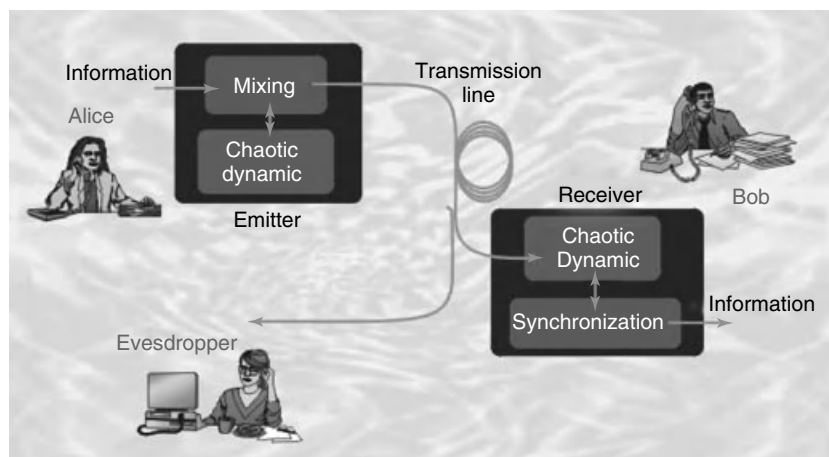 Information
Mixing
Transmission
line
Alice
Chaotic
dynamic
Emitter
Receiver
Bob
Chaotic
Dynamic
Information
Synchronization
Evesdropper